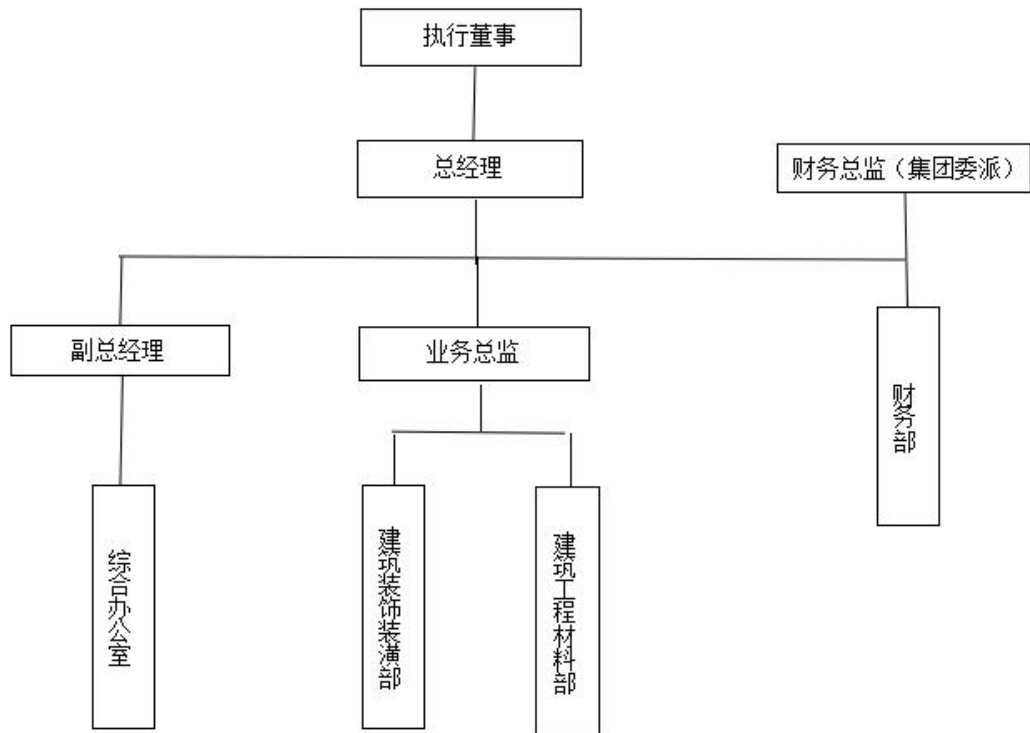 执行董事
总经理
财务总监（集团委派）
副总经理
业务总监
财务部
综合办公室
建筑装饰装潢部
建筑工程材料部